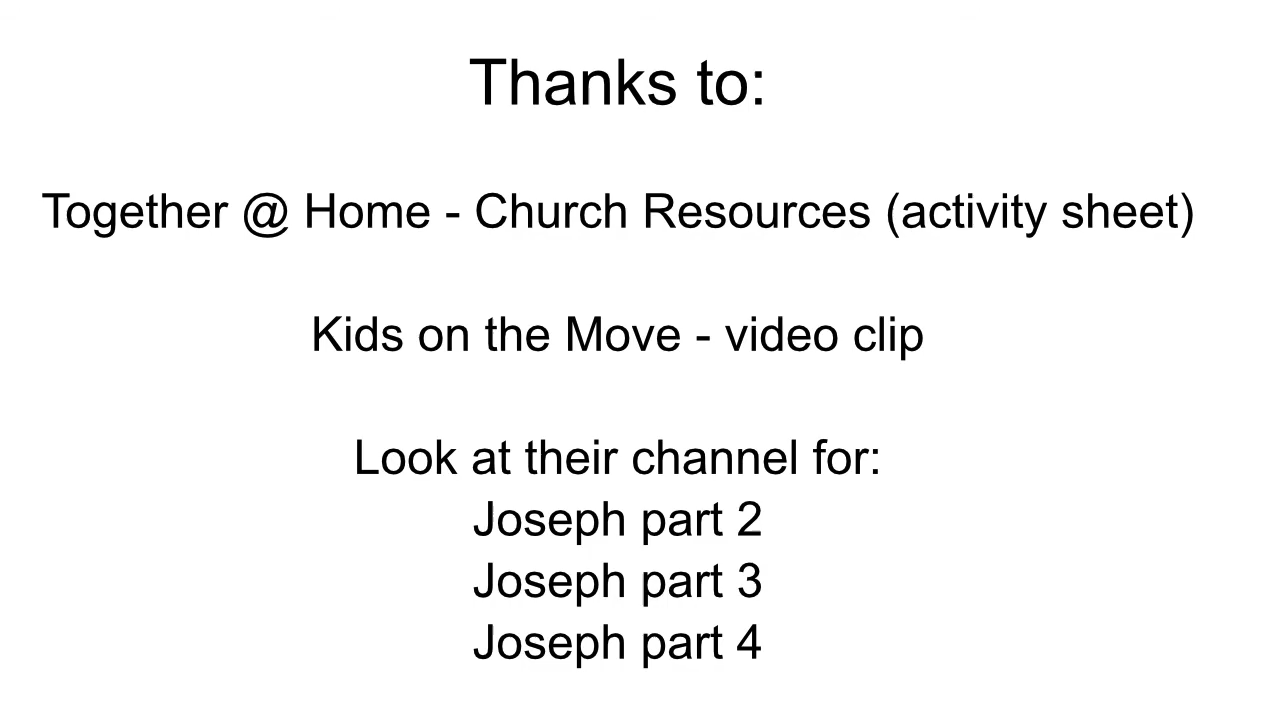 Thanks to:
Together @ Home - Church Resources (activity sheet)
Kids on the Move - video clip
Look at their channel for:
Joseph part 2
Joseph part 3
Joseph part 4